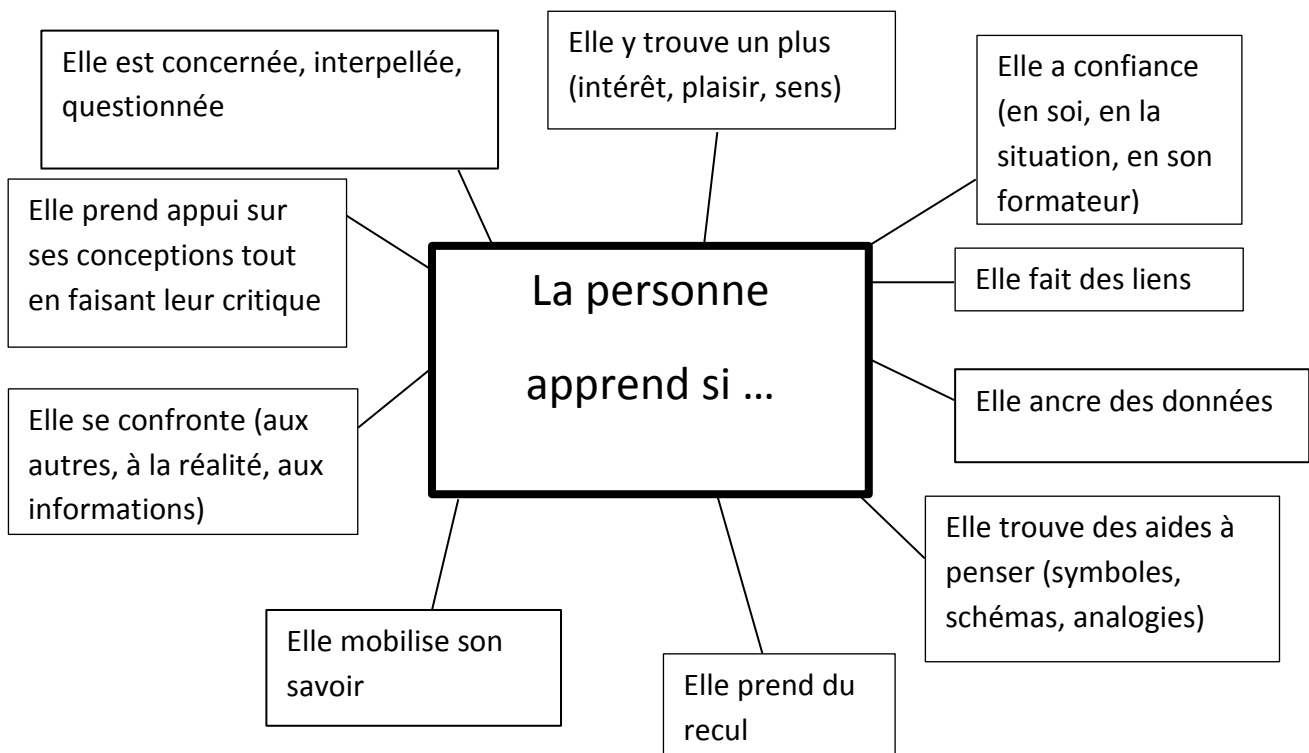 Elle est concernée, interpellée,
questionnée
Elle y trouve un plus
(intérêt, plaisir, sens)
Elle a confiance
(en soi, en la
situation, en son
formateur)
Elle prend appui sur
ses conceptions tout
en faisant leur critique
La personne
apprend si ...
Elle fait des liens
Elle ancre des données
Elle se confronte (aux
autres, à la réalité, aux
informations)
Elle trouve des aides à
penser (symboles,
schémas, analogies)
Elle mobilise son
savoir
Elle prend du
recul